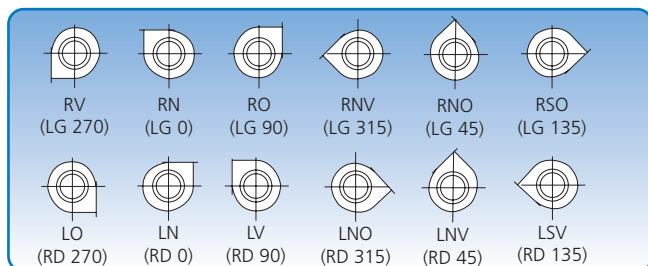 RV RN RO RNV RNO RSO
(LG 270) (LG 0) (LG 90) (LG 315) (LG 45) (LG 135)
LO LN LV LNO LNV LSV
(RD 270) (RD 0) (RD 90) (RD 315) (RD 45) (RD 135)